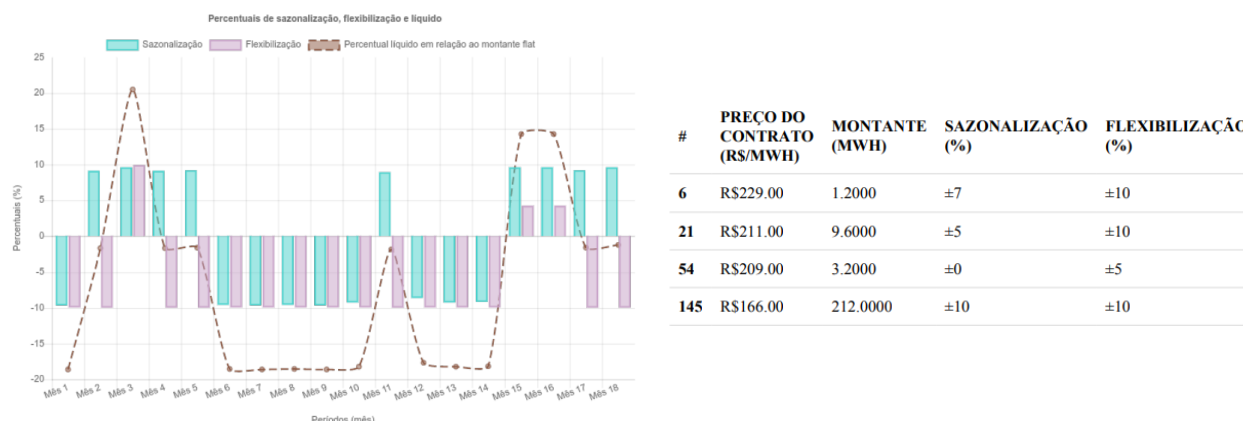 Percentuais de sazonalização, flexibilização e líquido
Sazonalização Flexibilização Percentual líquido em relação ao montante flat
Percentuais (%)
25
20
15
10
5
0
-5
-10
-15
-20
Mês 1 Mês 2 Mês 3 Mês 4 Mês 5 Mês 6 Mês 7 Mês 8 Mês 9 Mês 10 Mês 11 Mês 12 Mês 13 Mês 14 Mês 15 Mês 16 Mês 17 Mês 18
Períodos (mês)
# PREÇO DO CONTRATO (R$/MWH) MONTANTE (MWH) SAZONALIZAÇÃO (%) FLEXIBILIZAÇÃO (%)
6 R$229.00 1.2000 ±7 ±10
21 R$211.00 9.6000 ±5 ±10
54 R$209.00 3.2000 ±0 ±5
145 R$166.00 212.0000 ±10 ±10